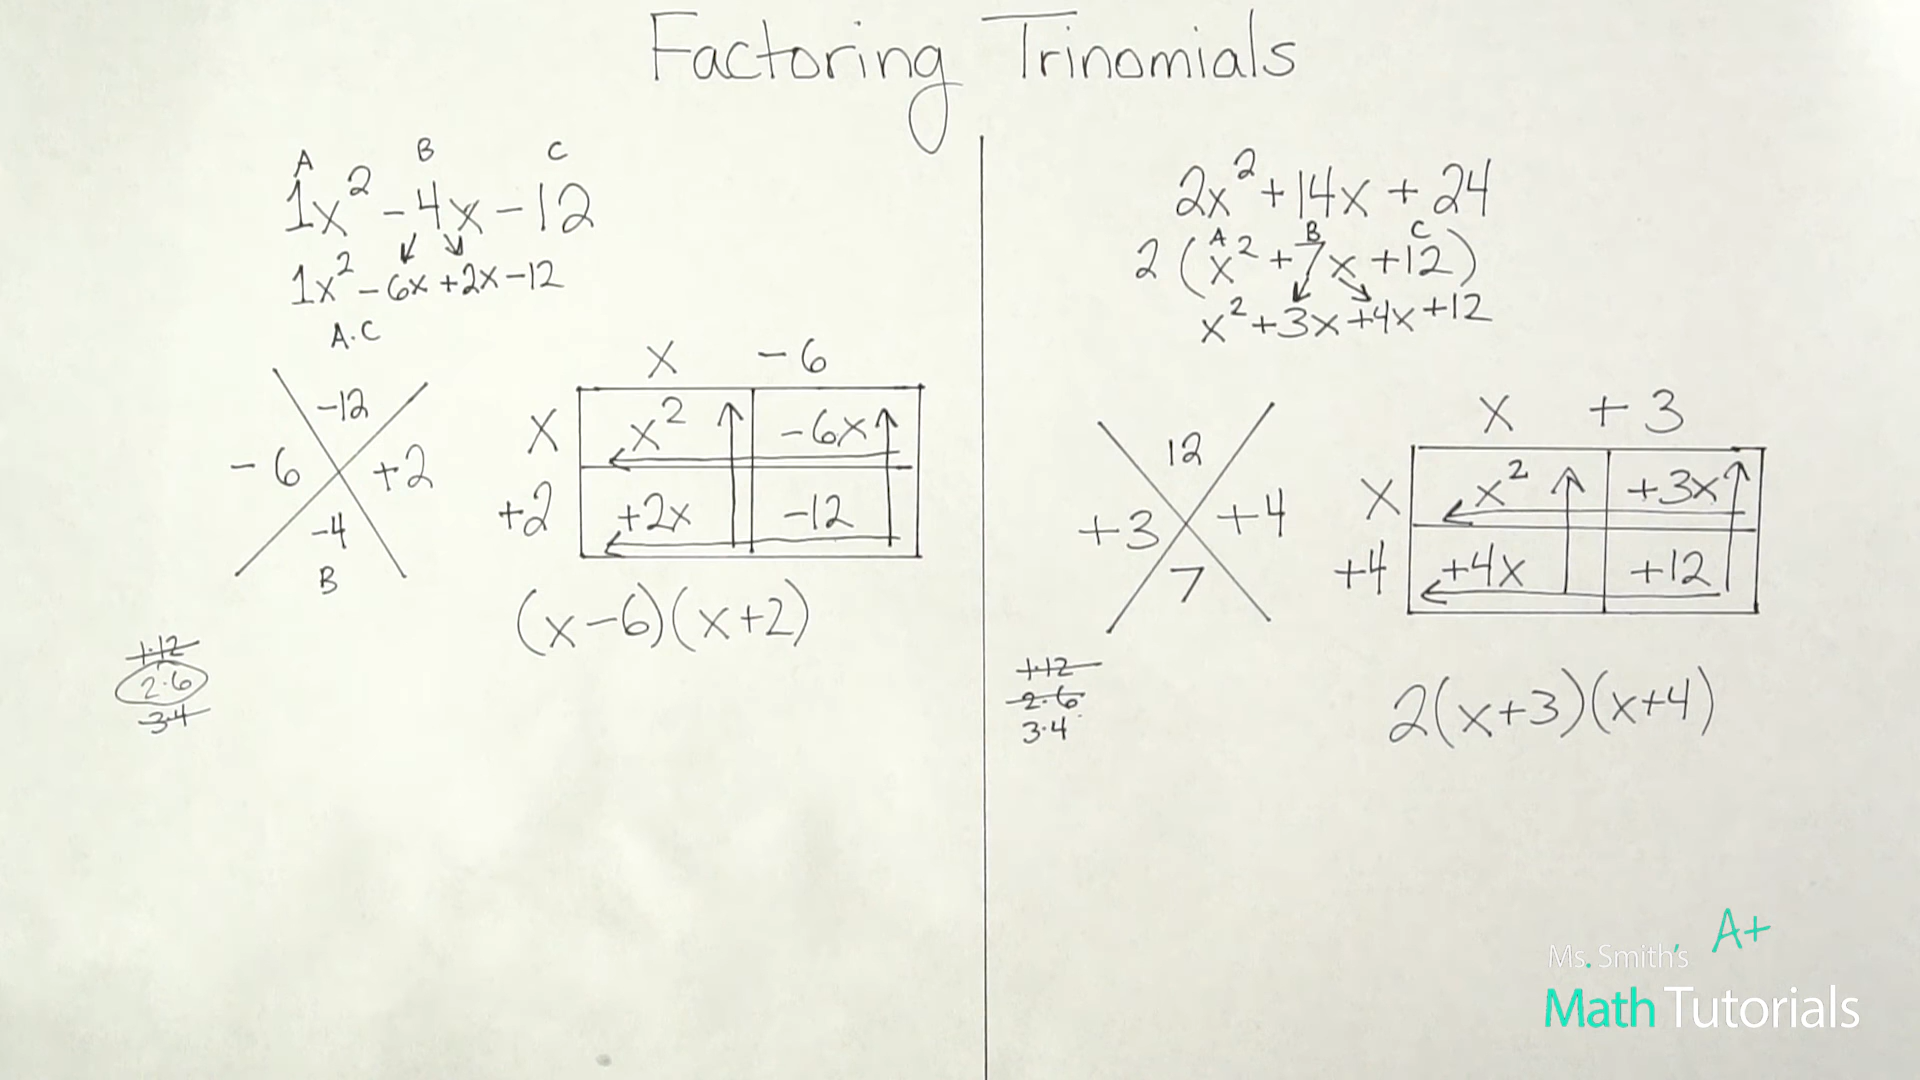 Factoring Trinomials
A B C
1x² -4x -12
1x² -6x +2x -12
A.C
-12
-6 +2
-4
B
1·12
2·6
3·4
x -6
x x² -6x
+2 +2x -12
(x-6)(x+2)
2x² +14x +24
A B C
2(x² +7x +12)
x² +3x +4x +12
12
+3 +4
7
1·12
2·6
3·4
x +3
x x² +3x
+4 +4x +12
2(x+3)(x+4)
Ms. Smith's A+
Math Tutorials